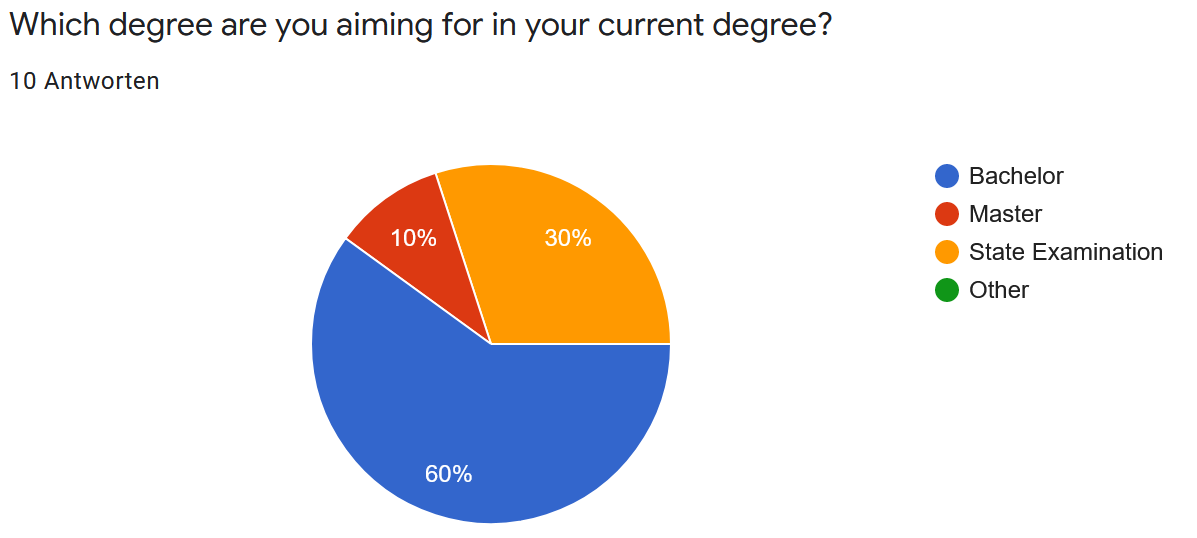 Which degree are you aiming for in your current degree?
10 Antworten
Bachelor
Master
State Examination
Other
10%
30%
60%